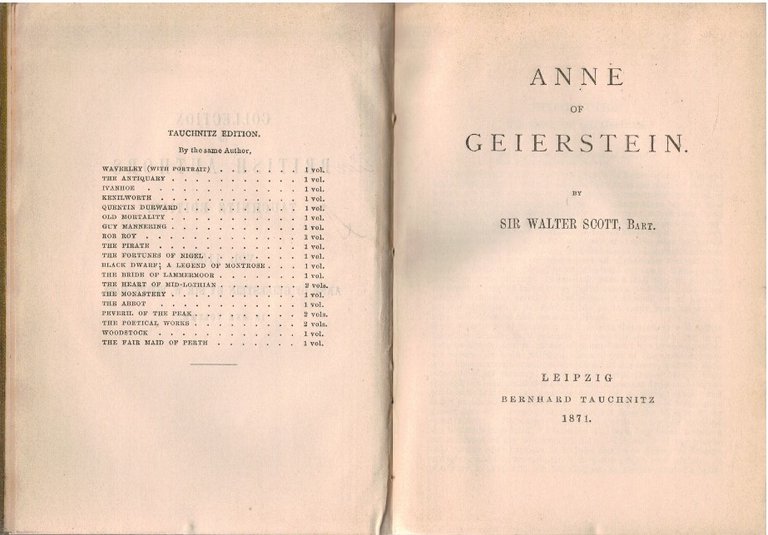 TAUCHNITZ EDITION.
By the same Author,
WAVERLEY (WITH PORTRAIT) . . . . . . . 1 vol.
THE ANTIQUARY . . . . . . . . . . . 1 vol.
IVANHOE . . . . . . . . . . . . 1 vol.
KENILWORTH . . . . . . . . . . . . 1 vol.
QUENTIN DURWARD . . . . . . . . . . 1 vol.
OLD MORTALITY . . . . . . . . . . . 1 vol.
GUY MANNERING . . . . . . . . . . . 1 vol.
ROB ROY . . . . . . . . . . . . . 1 vol.
THE PIRATE . . . . . . . . . . . . 1 vol.
THE FORTUNES OF NIGEL . . . . . . . . 1 vol.
BLACK DWARF; A LEGEND OF MONTROSE . . . 1 vol.
THE BRIDE OF LAMMERMOOR . . . . . . . 1 vol.
THE HEART OF MID-LOTHIAN . . . . . . . 2 vols.
THE MONASTERY . . . . . . . . . . . 1 vol.
THE ABBOT . . . . . . . . . . . . 1 vol.
PEVERIL OF THE PEAK . . . . . . . . . 2 vols.
THE POETICAL WORKS . . . . . . . . . 2 vols.
WOODSTOCK . . . . . . . . . . . . 1 vol.
THE FAIR MAID OF PERTH . . . . . . . 1 vol.
ANNE
OF
GEIERSTEIN.
BY
SIR WALTER SCOTT, BART.
LEIPZIG
BERNHARD TAUCHNITZ
1871.